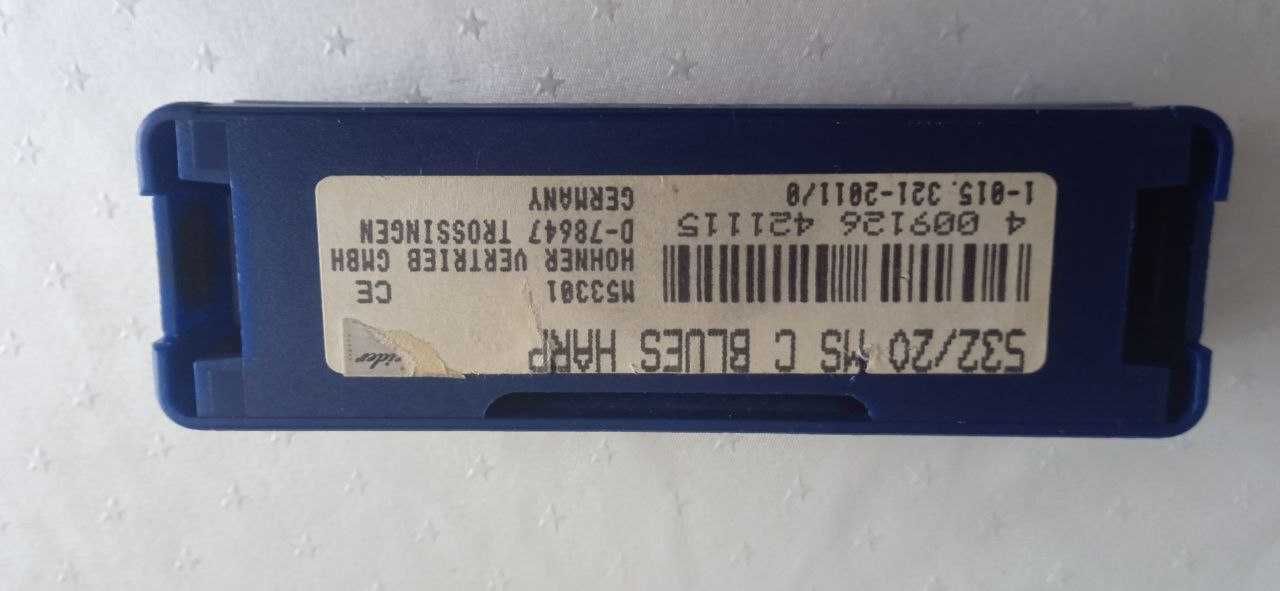 532/20 MS C BLUES HARP
M53301 CE
HOHNER VERTRIEB GMBH
D-78647 TROSSINGEN
GERMANY
4 009126 421115
1-015.321-2011/0